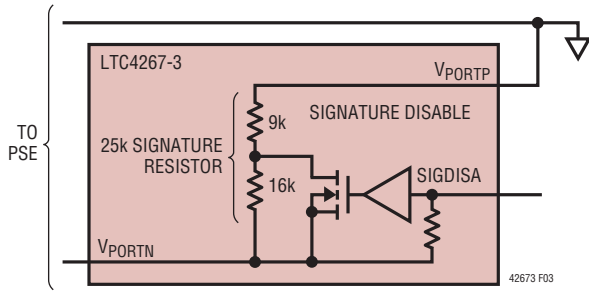 LTC4267-3
VPORTP
9k
SIGNATURE DISABLE
TO
PSE
25k SIGNATURE
RESISTOR
16k
SIGDISA
VPORTN
42673 F03